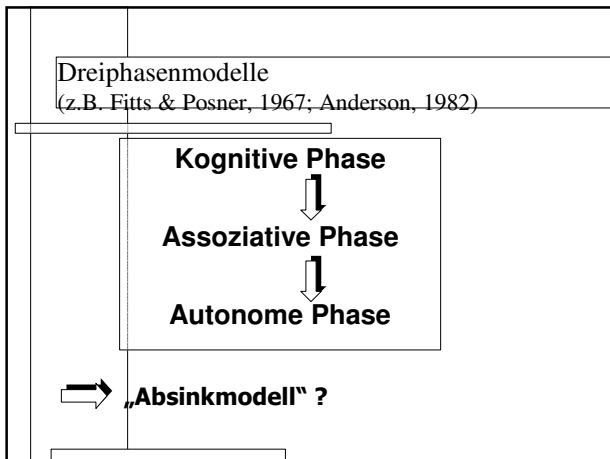 Dreiphasenmodelle
(z.B. Fitts & Posner, 1967; Anderson, 1982)
Kognitive Phase
Assoziative Phase
Autonome Phase
„Absinkmodell“ ?